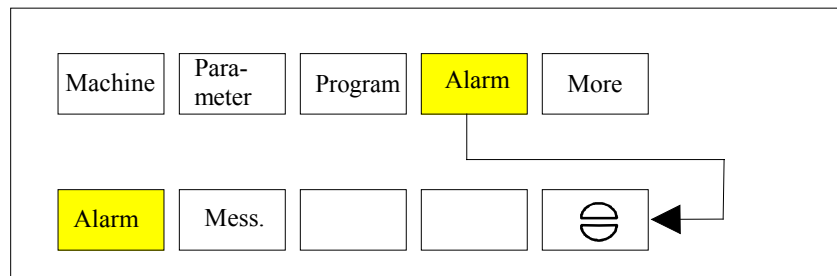 Machine
Para-
meter
Program
Alarm
More
Alarm
Mess.